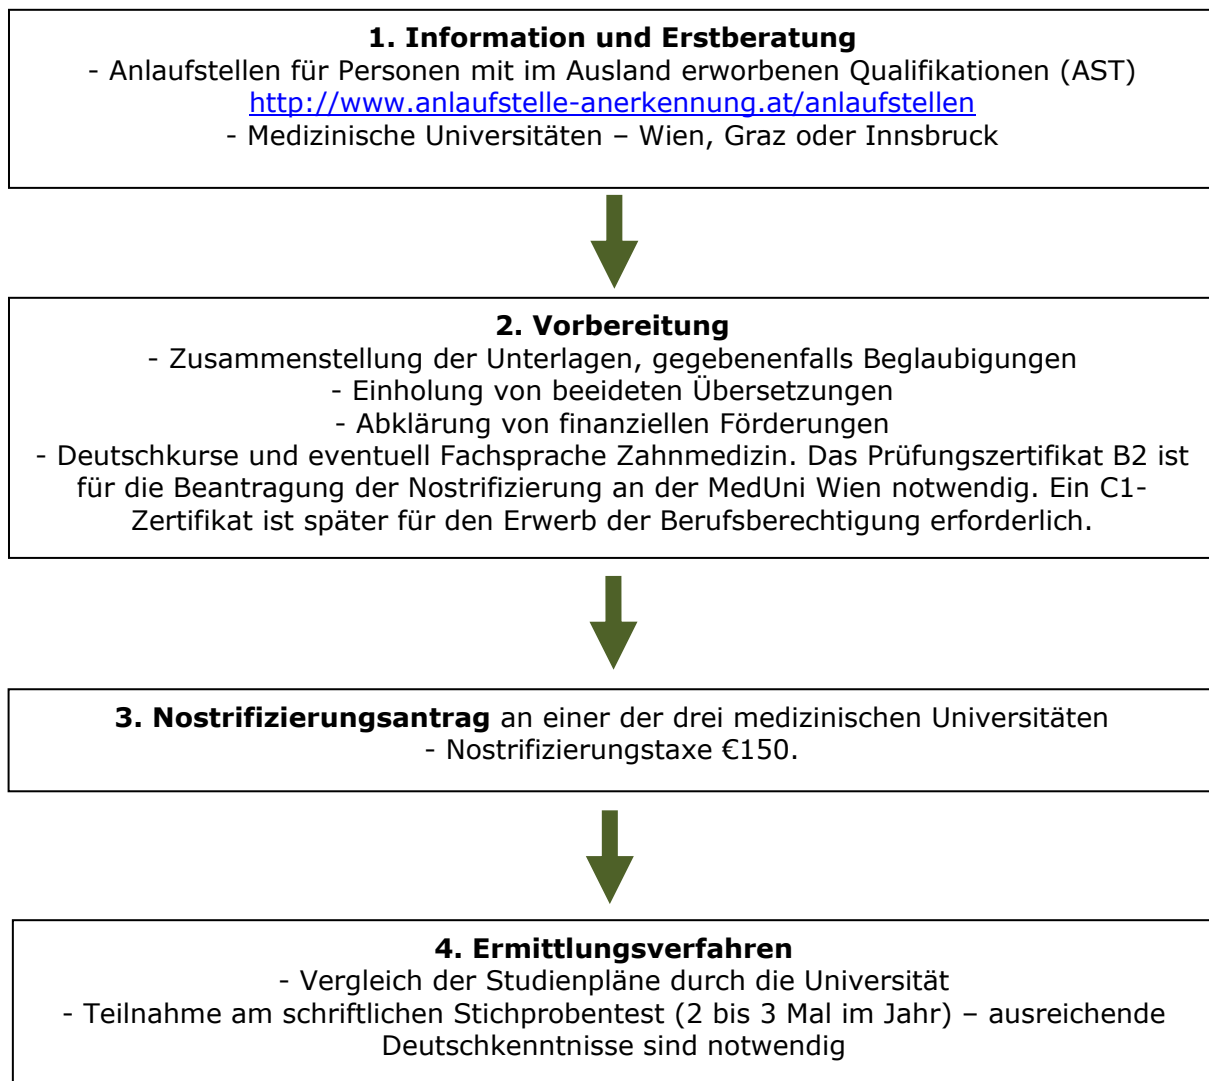 1. Information und Erstberatung
- Anlaufstellen für Personen mit im Ausland erworbenen Qualifikationen (AST)
http://www.anlaufstelle-anerkennung.at/anlaufstellen
- Medizinische Universitäten – Wien, Graz oder Innsbruck
2. Vorbereitung
- Zusammenstellung der Unterlagen, gegebenenfalls Beglaubigungen
- Einholung von beeideten Übersetzungen
- Abklärung von finanziellen Förderungen
- Deutschkurse und eventuell Fachsprache Zahnmedizin. Das Prüfungszertifikat B2 ist
für die Beantragung der Nostrifizierung an der MedUni Wien notwendig. Ein C1-
Zertifikat ist später für den Erwerb der Berufsberechtigung erforderlich.
3. Nostrifizierungsantrag an einer der drei medizinischen Universitäten
- Nostrifizierungstaxe €150.
4. Ermittlungsverfahren
- Vergleich der Studienpläne durch die Universität
- Teilnahme am schriftlichen Stichprobentest (2 bis 3 Mal im Jahr) – ausreichende
Deutschkenntnisse sind notwendig